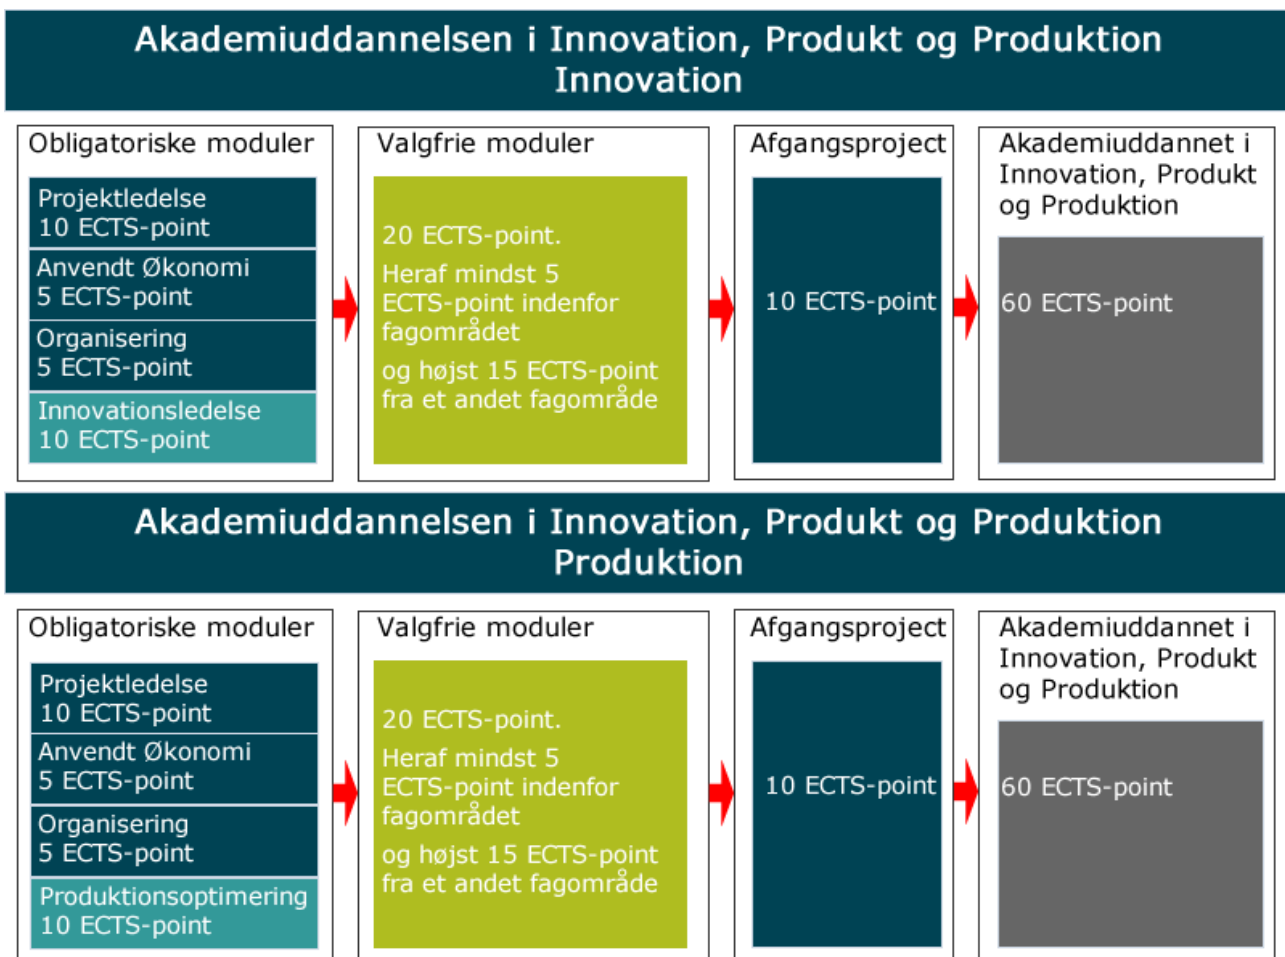 Akademiuddannelsen i Innovation, Produkt og Produktion
Innovation
Obligatoriske moduler
Projektledelse
10 ECTS-point
Anvendt Økonomi
5 ECTS-point
Organisering
5 ECTS-point
Innovationsledelse
10 ECTS-point
Valgfrie moduler
20 ECTS-point.
Heraf mindst 5
ECTS-point indenfor
fagområdet
og højst 15 ECTS-point
fra et andet fagområde
Afgangsproject
10 ECTS-point
Akademiuddannet i
Innovation, Produkt
og Produktion
60 ECTS-point
Akademiuddannelsen i Innovation, Produkt og Produktion
Produktion
Obligatoriske moduler
Projektledelse
10 ECTS-point
Anvendt Økonomi
5 ECTS-point
Organisering
5 ECTS-point
Produktionsoptimering
10 ECTS-point
Valgfrie moduler
20 ECTS-point.
Heraf mindst 5
ECTS-point indenfor
fagområdet
og højst 15 ECTS-point
fra et andet fagområde
Afgangsproject
10 ECTS-point
Akademiuddannet i
Innovation, Produkt
og Produktion
60 ECTS-point